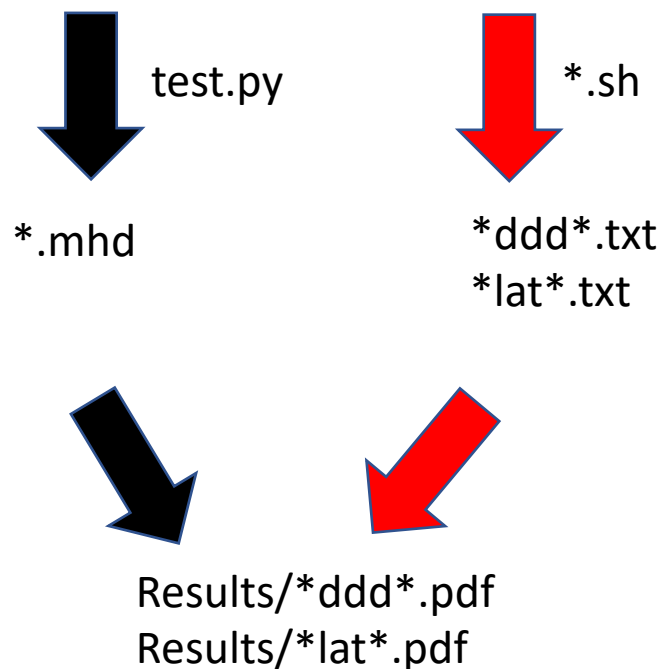 test.py
*.sh
*.mhd
*ddd*.txt
*lat*.txt
Results/*ddd*.pdf
Results/*lat*.pdf